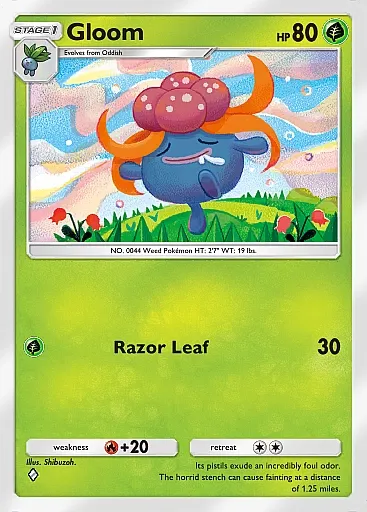 STAGE 1
Gloom
HP 80
Evolves from Oddish
NO. 0044 Weed Pokémon HT: 2'7" WT: 19 lbs.
Razor Leaf 30
weakness +20 retreat
Illus. Shibuzoh.
Its pistils exude an incredibly foul odor.
The horrid stench can cause fainting at a distance
of 1.25 miles.